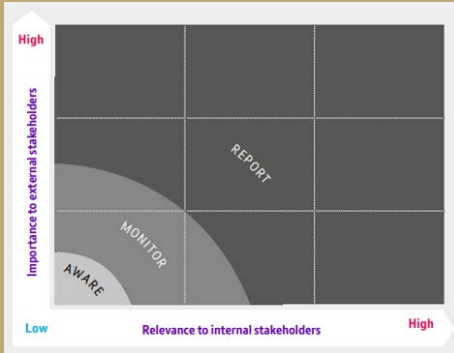 High
Importance to external stakeholders
REPORT
MONITOR
AWARE
Low
Relevance to internal stakeholders
High